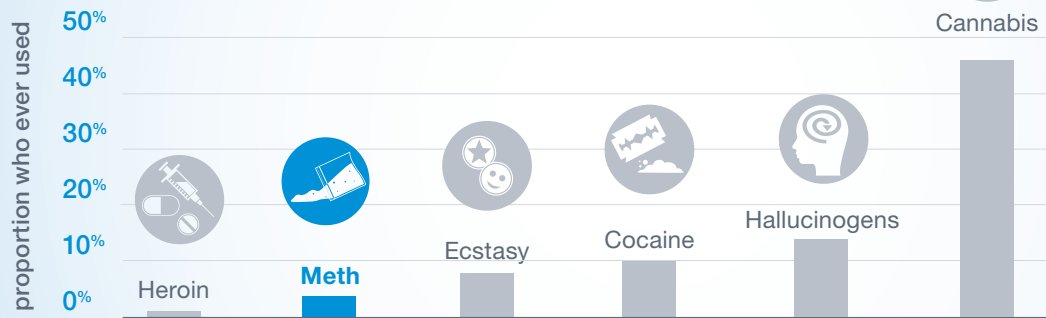 proportion who ever used
50%
40%
30%
20%
10%
0%
Heroin
Meth
Ecstasy
Cocaine
Hallucinogens
Cannabis